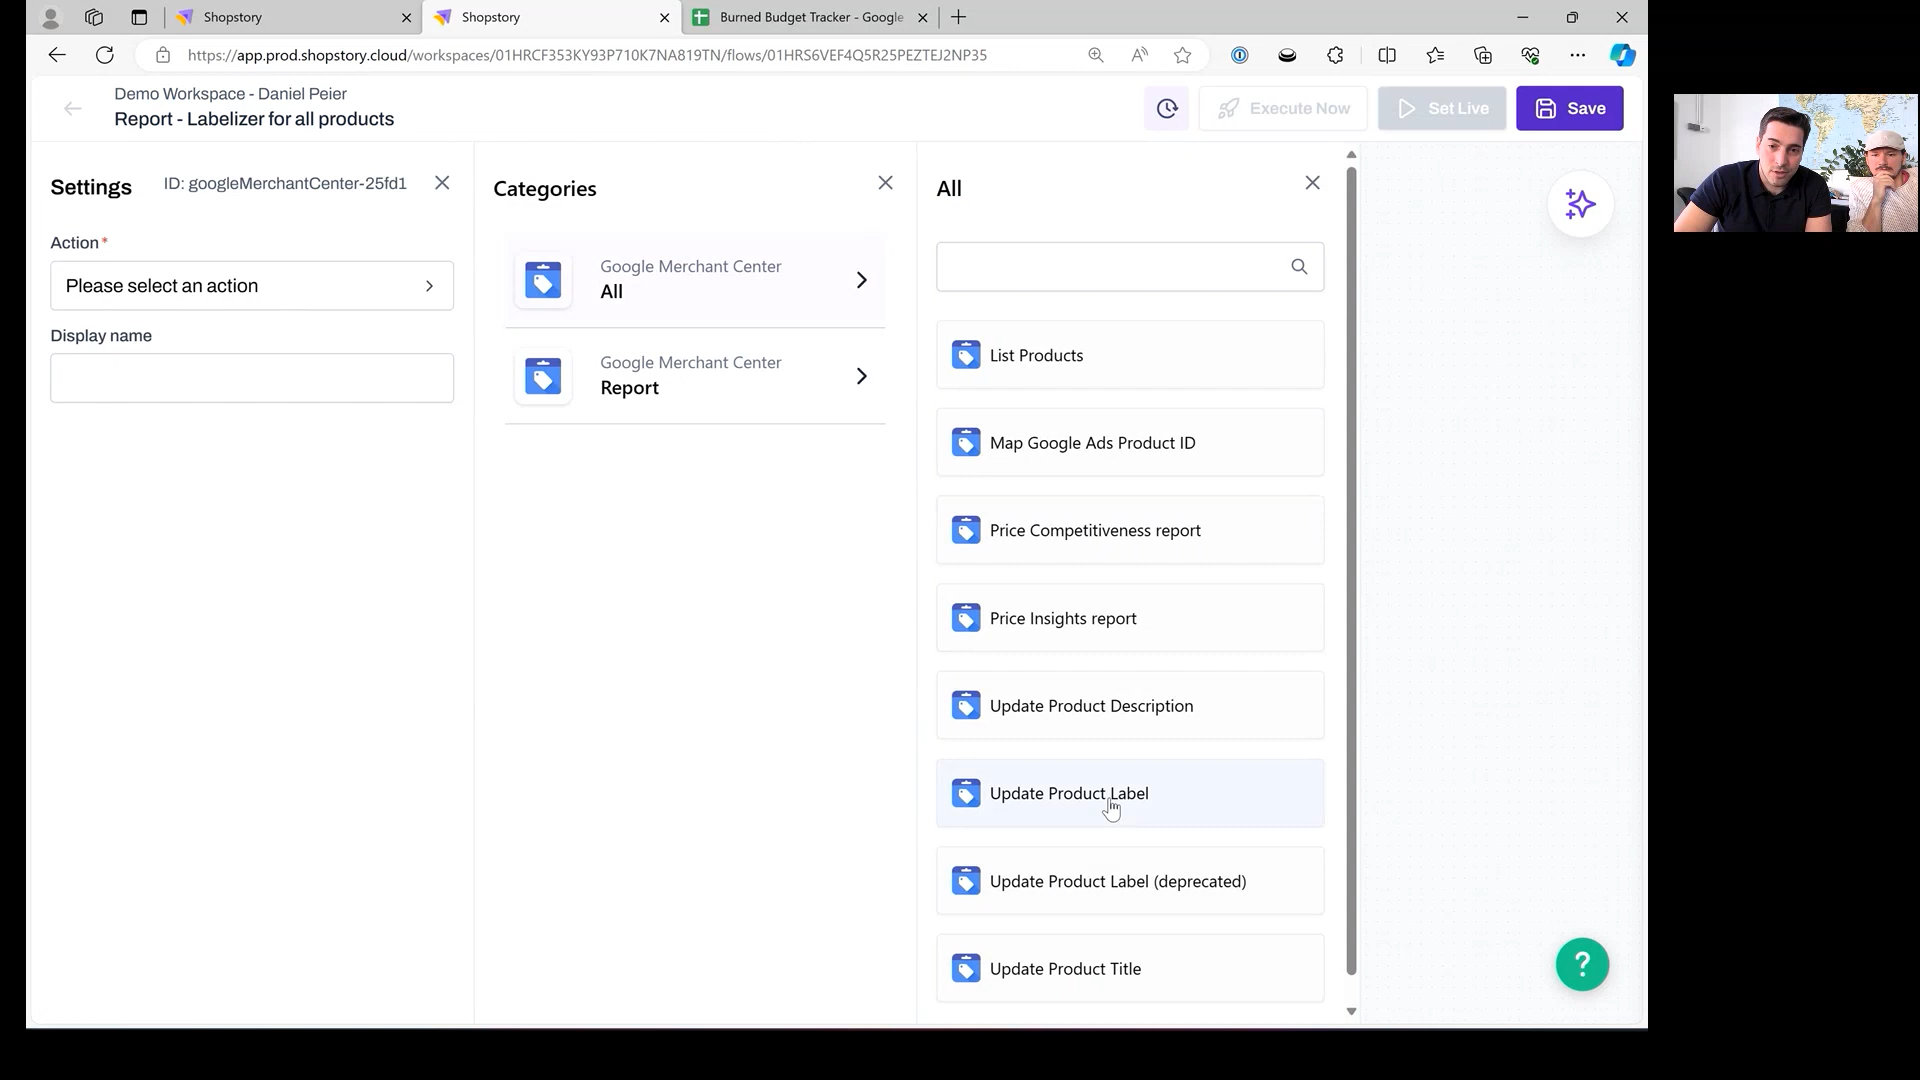 Shopstory
Shopstory
Burned Budget Tracker - Google
https://app.prod.shopstory.cloud/workspaces/01HRCF353KY93P710K7NA819TN/flows/01HRS6VEF4Q5R25PEZTEJ2NP35
Demo Workspace - Daniel Peier
Report - Labelizer for all products
Execute Now
Set Live
Save
Settings
ID: googleMerchantCenter-25fd1
Action*
Please select an action
Display name
Categories
Google Merchant Center
All
Google Merchant Center
Report
All
List Products
Map Google Ads Product ID
Price Competitiveness report
Price Insights report
Update Product Description
Update Product Label
Update Product Label (deprecated)
Update Product Title
?